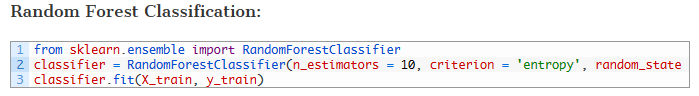 Random Forest Classification:
1 from sklearn.ensemble import RandomForestClassifier
2 classifier = RandomForestClassifier(n_estimators = 10, criterion = 'entropy', random_state
3 classifier.fit(X_train, y_train)